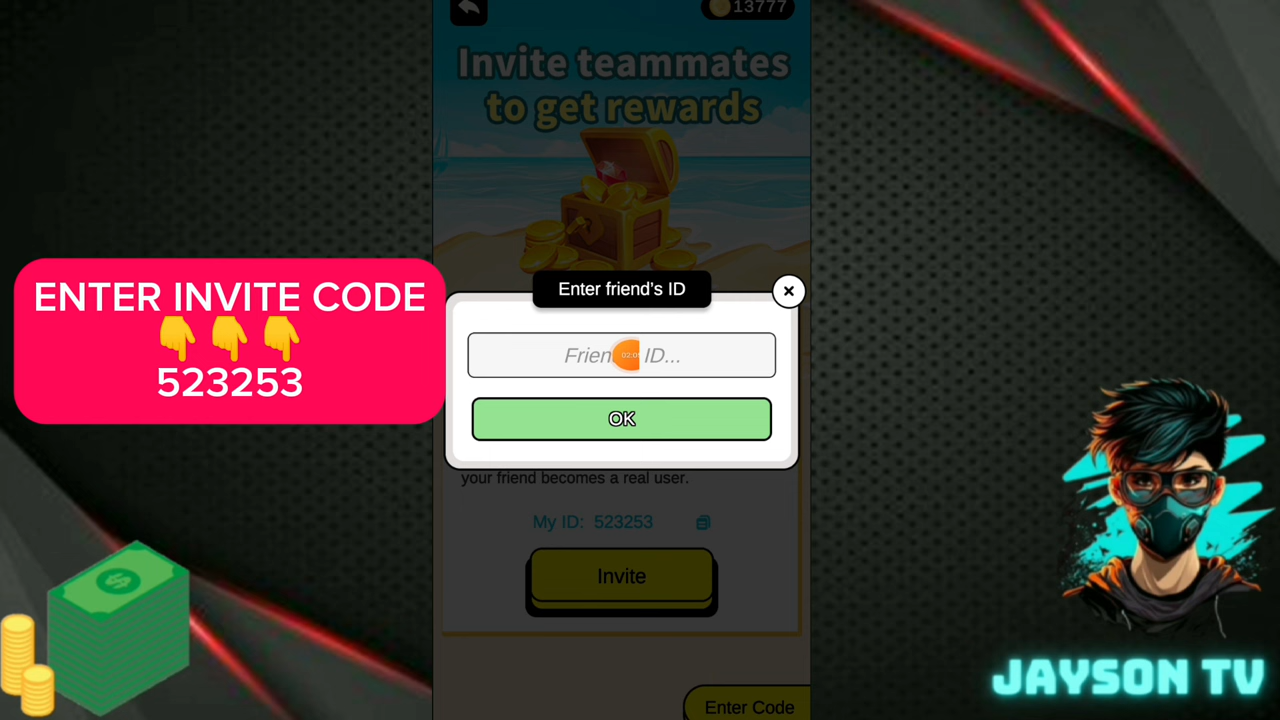 13777
Invite teammates
to get rewards
ENTER INVITE CODE
👇👇👇
523253
Enter friend's ID
ID...
OK
your friend becomes a real user.
My ID: 523253
Invite
Enter Code
JAYSON TV